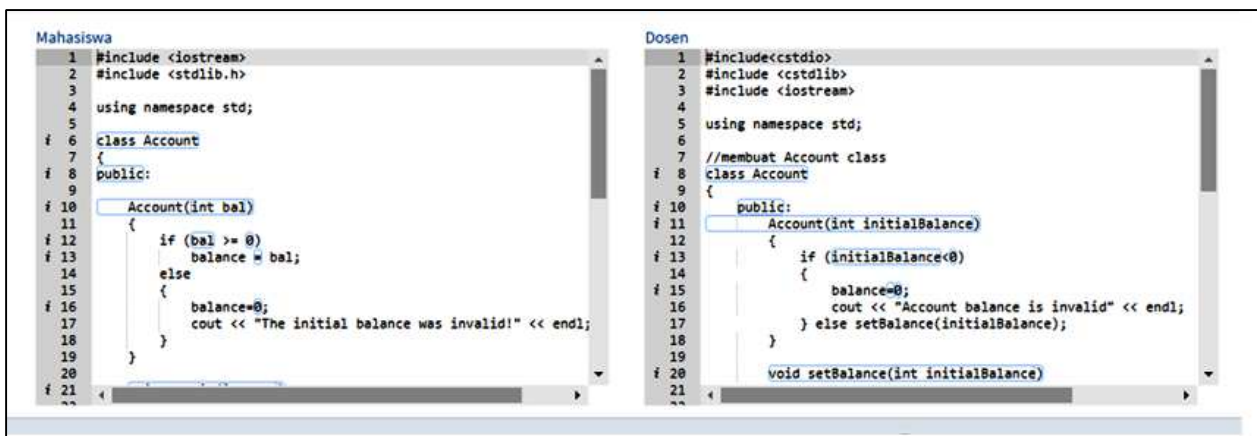 Mahasiswa
1 #include <iostream>
2 #include <stdlib.h>
3
4 using namespace std;
5
i 6 class Account
7 {
i 8 public:
9
i 10 Account(int bal)
11 {
i 12 if (bal >= 0)
i 13 balance = bal;
14 else
15 {
i 16 balance=0;
17 cout << "The initial balance was invalid!" << endl;
18 }
19 }
20
i 21
Dosen
1 #include<cstdio>
2 #include <cstdlib>
3 #include <iostream>
4
5 using namespace std;
6
7 //membuat Account class
i 8 class Account
9 {
i 10 public:
i 11 Account(int initialBalance)
12 {
i 13 if (initialBalance<0)
14 {
i 15 balance=0;
16 cout << "Account balance is invalid" << endl;
17 } else setBalance(initialBalance);
18 }
19
i 20 void setBalance(int initialBalance)
21